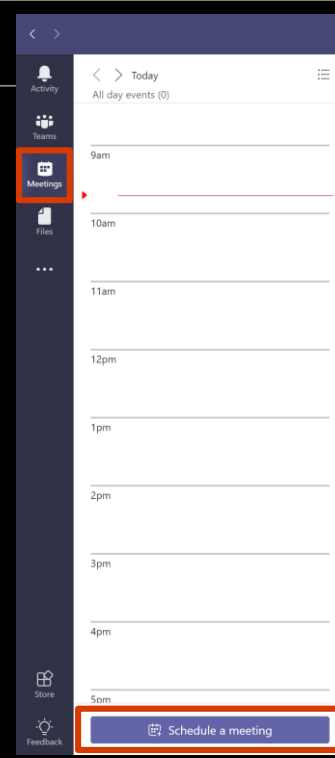 Activity
Teams
Meetings
Files
Store
Feedback
Today
All day events (0)
9am
10am
11am
12pm
1pm
2pm
3pm
4pm
5pm
Schedule a meeting